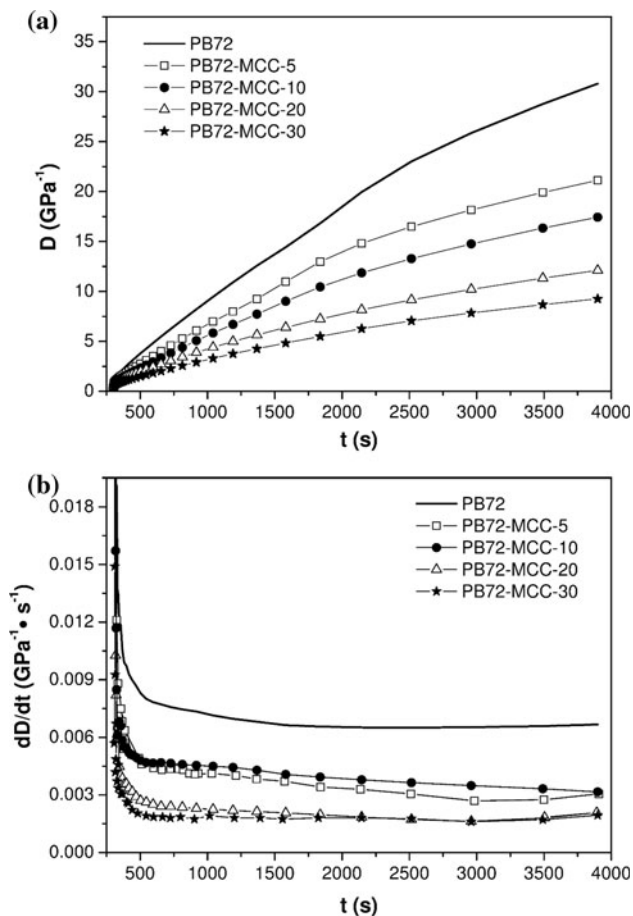 (a)
PB72
PB72-MCC-5
PB72-MCC-10
PB72-MCC-20
PB72-MCC-30
D (GPa⁻¹)
35
30
25
20
15
10
5
0
500 1000 1500 2000 2500 3000 3500 4000
t (s)
(b)
PB72
PB72-MCC-5
PB72-MCC-10
PB72-MCC-20
PB72-MCC-30
dD/dt (GPa⁻¹• s⁻¹)
0.018
0.015
0.012
0.009
0.006
0.003
0.000
500 1000 1500 2000 2500 3000 3500 4000
t (s)